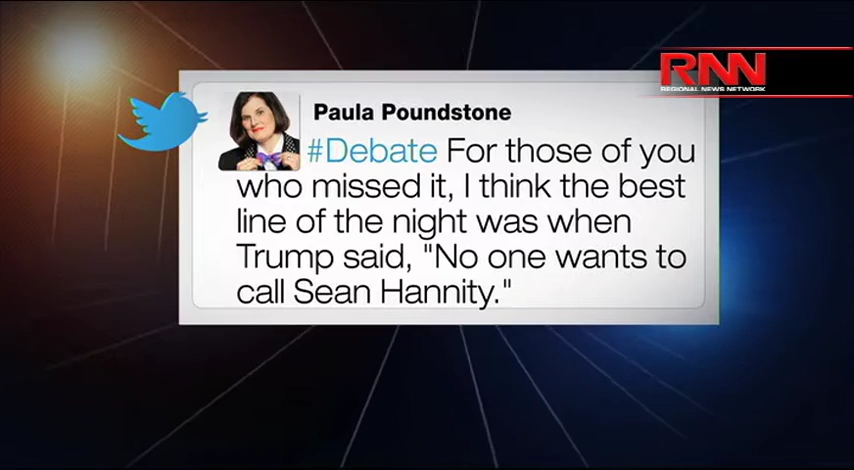 RNN
REGIONAL NEWS NETWORK
Paula Poundstone
#Debate For those of you
who missed it, I think the best
line of the night was when
Trump said, "No one wants to
call Sean Hannity."